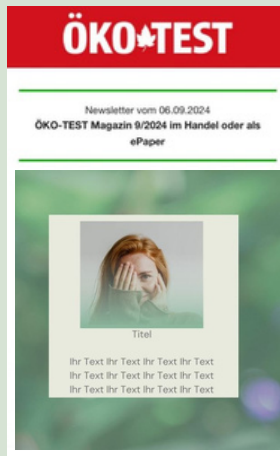 ÖKO TEST
Newsletter vom 06.09.2024
ÖKO-TEST Magazin 9/2024 im Handel oder als
ePaper
Titel
Ihr Text Ihr Text Ihr Text Ihr Text
Ihr Text Ihr Text Ihr Text Ihr Text
Ihr Text Ihr Text Ihr Text Ihr Text